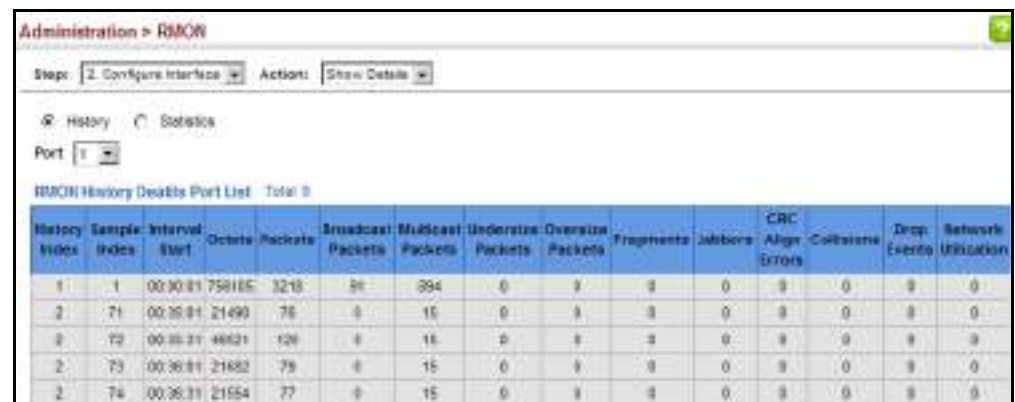 Administration > RMON
?
Step: 2. Configure Interface Action: Show Details
History Statistics
Port 1
RMON History Details Port List Total:
History Index Sample Index Interval Start Octets Packets Broadcast Packets Multicast Packets Undersize Packets Oversize Packets Fragments Jabbers CRC Align Errors Collisions Drop Events Network Utilization
1 1 00:30:01 758105 3218 91 894 0 0 0 0 0 0 0 0
2 71 00:35:01 21490 76 0 15 0 0 0 0 0 0 0 0
2 72 00:35:31 126 0 15 0 0 0 0 0 0 0 0
2 73 00:36:01 21682 79 0 15 0 0 0 0 0 0 0 0
2 74 00:36:31 21554 77 0 15 0 0 0 0 0 0 0 0